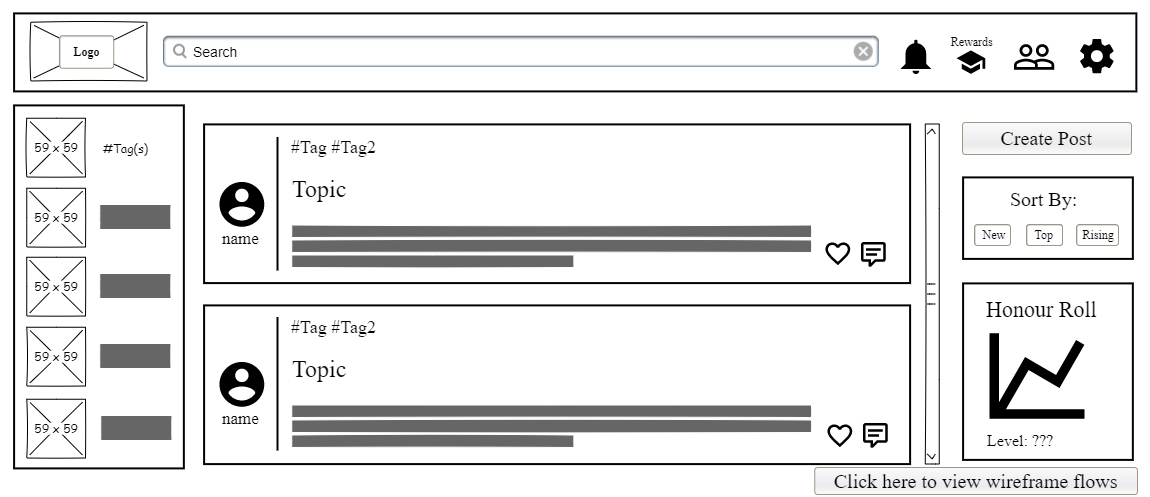 Logo
Search
Rewards
59 x 59
#Tag(s)
59 x 59
59 x 59
59 x 59
59 x 59
#Tag #Tag2
Topic
name
#Tag #Tag2
Topic
name
Create Post
Sort By:
New Top Rising
Honour Roll
Level: ???
Click here to view wireframe flows